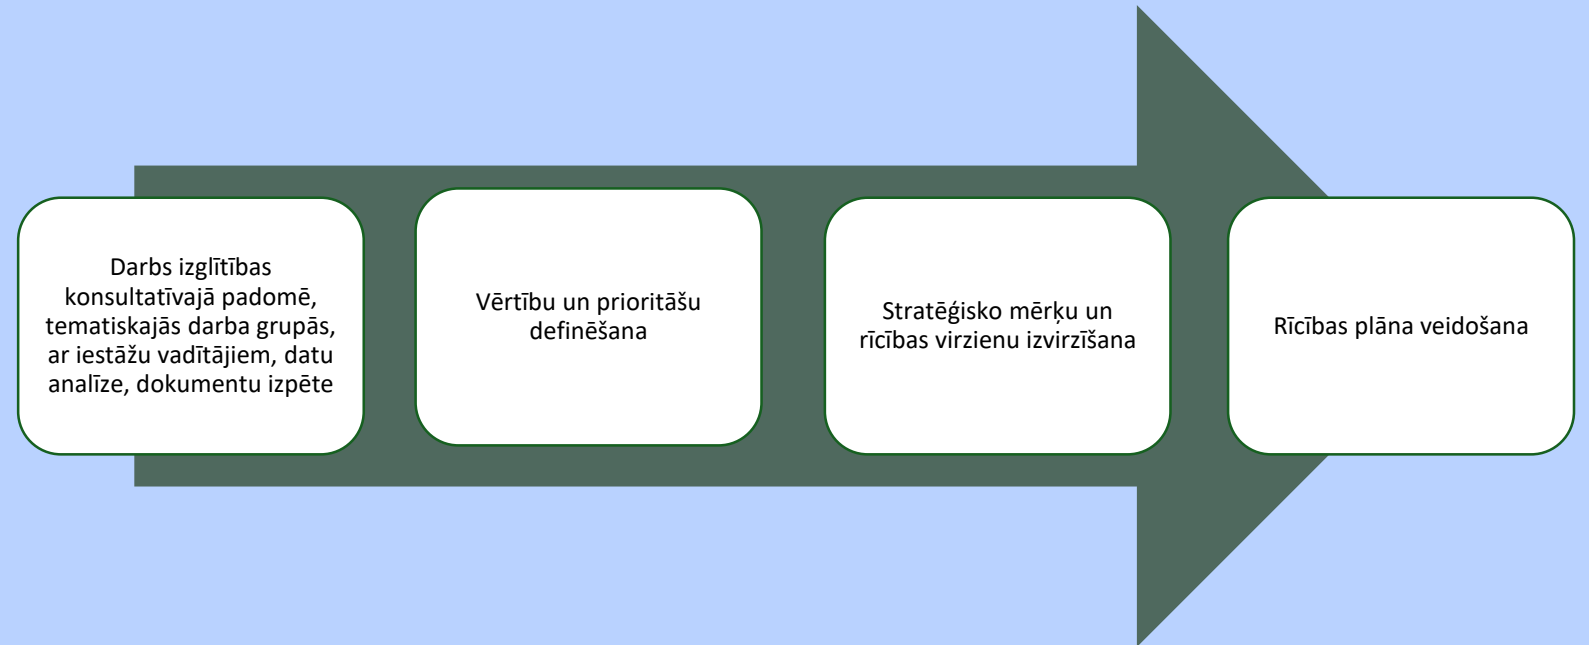 Darbs izglītības
konsultatīvajā padomē,
tematiskajās darba grupās,
ar iestāžu vadītājiem, datu
analīze, dokumentu izpēte
Vērtību un prioritāšu
definēšana
Stratēģisko mērķu un
rīcības virzienu izvirzīšana
Rīcības plāna veidošana